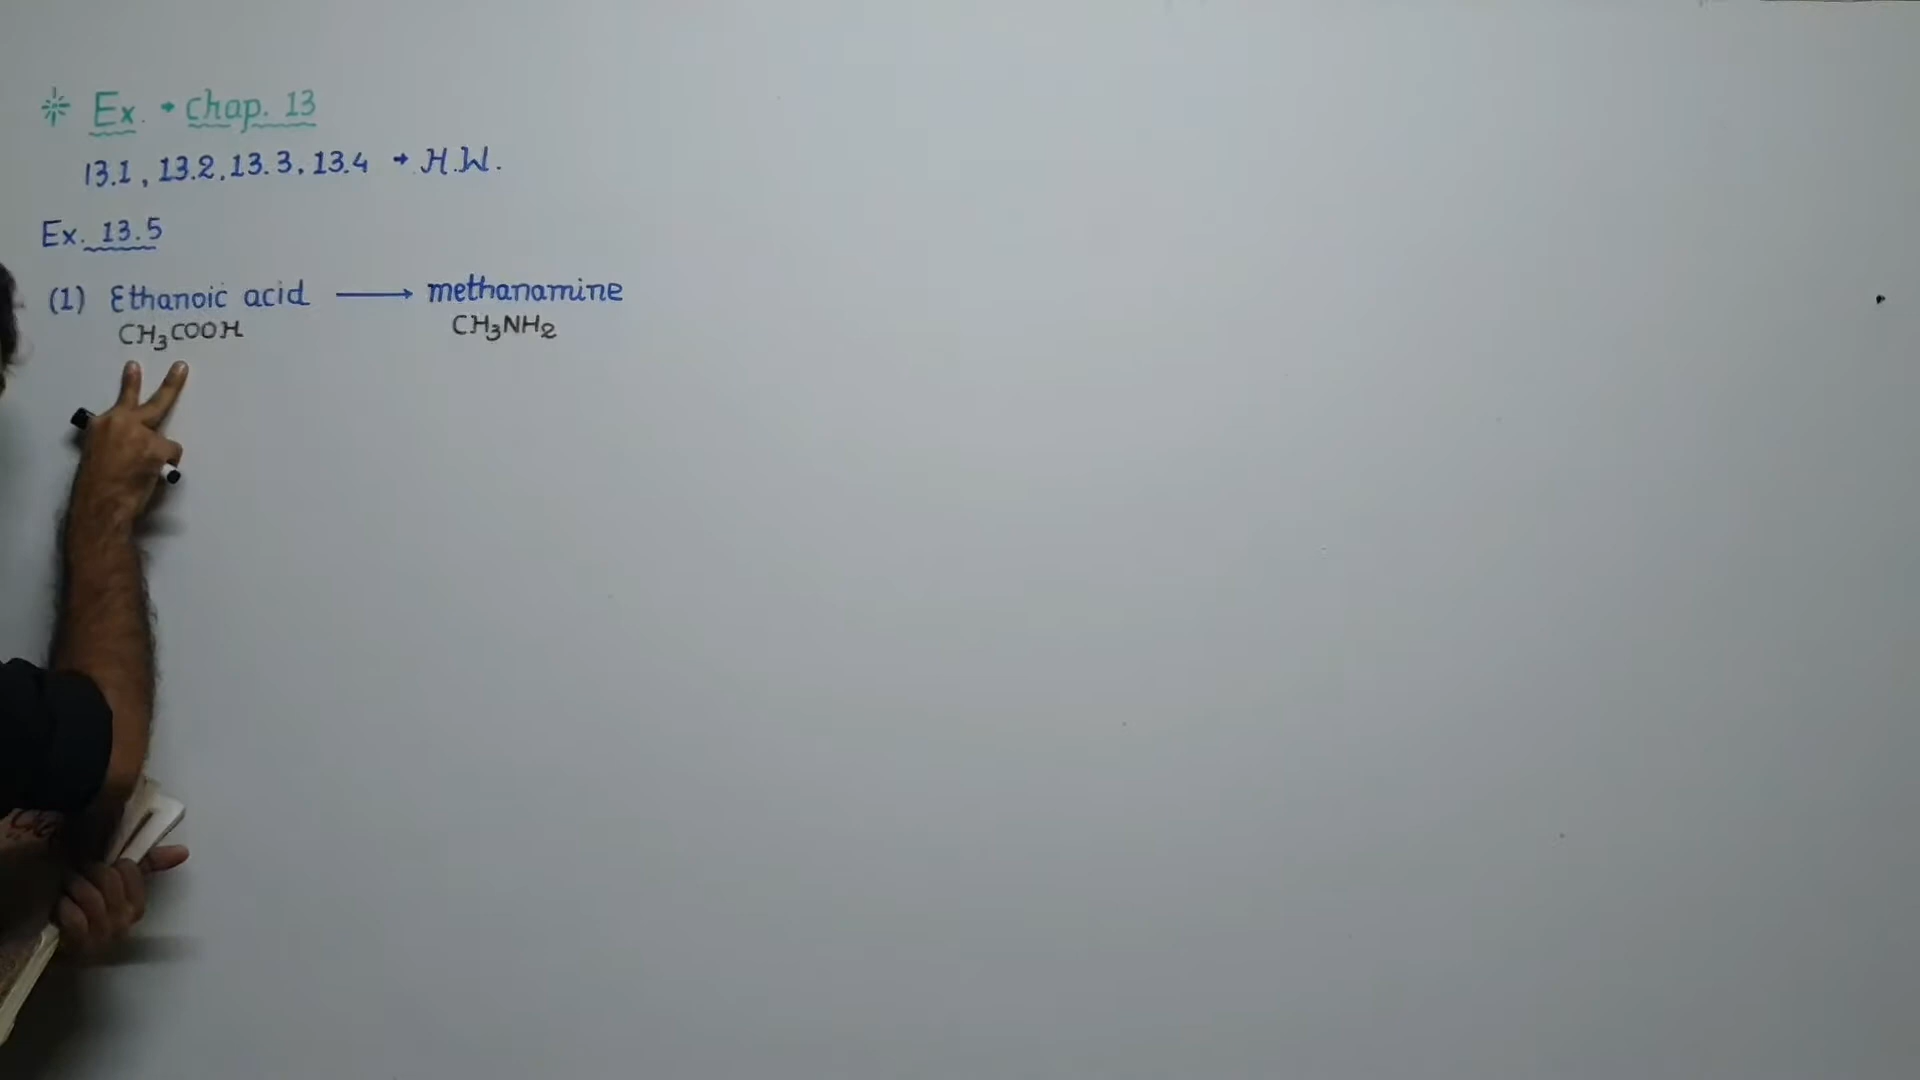 Ex. → chap. 13
13.1, 13.2, 13.3, 13.4 → H.W.
Ex. 13.5
(1) Ethanoic acid ⟶ methanamine
CH₃COOH CH₃NH₂